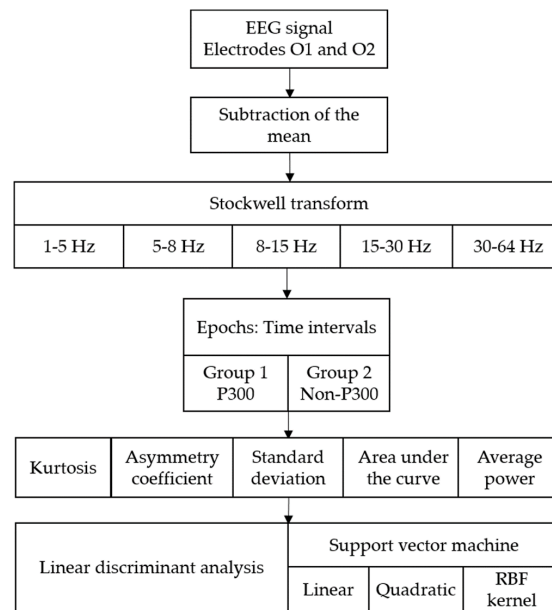 EEG signal
Electrodes O1 and O2
Subtraction of the
mean
Stockwell transform
1-5 Hz
5-8 Hz
8-15 Hz
15-30 Hz
30-64 Hz
Epochs: Time intervals
Group 1
P300
Group 2
Non-P300
Kurtosis
Asymmetry
coefficient
Standard
deviation
Area under
the curve
Average
power
Linear discriminant analysis
Support vector machine
Linear
Quadratic
RBF
kernel